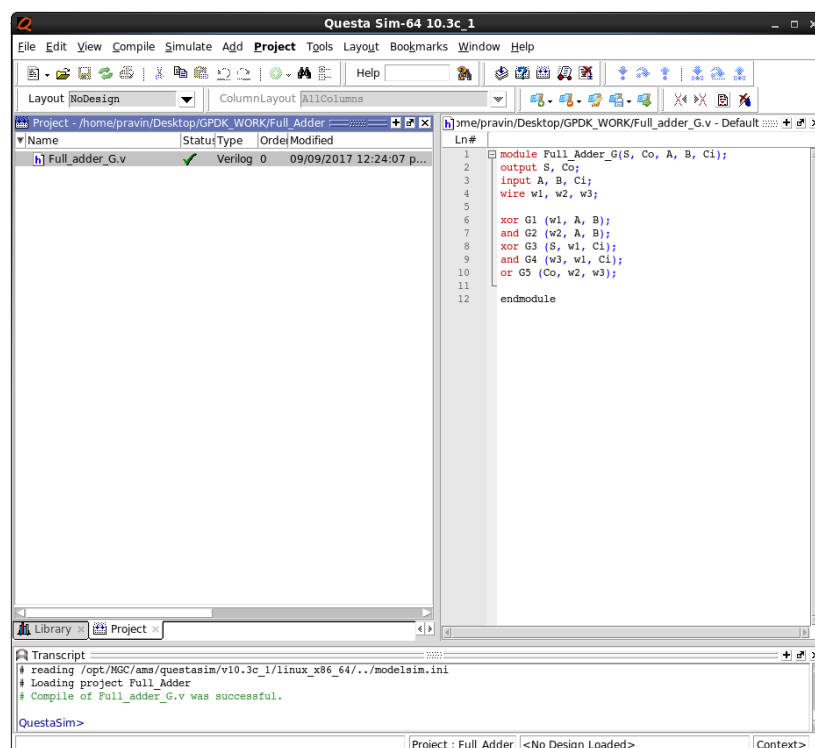 Questa Sim-64 10.3c_1
File Edit View Compile Simulate Add Project Tools Layout Bookmarks Window Help
Help
Layout NoDesign ColumnLayout AllColumns
Project - /home/pravin/Desktop/GPDK_WORK/Full_Adder
Name Status Type Order Modified
Full_adder_G.v Verilog 0 09/09/2017 12:24:07 p...
ome/pravin/Desktop/GPDK_WORK/Full_adder_G.v - Default
Ln#
1 module Full_Adder_G(S, Co, A, B, Ci);
2 output S, Co;
3 input A, B, Ci;
4 wire w1, w2, w3;
5
6 xor G1 (w1, A, B);
7 and G2 (w2, A, B);
8 xor G3 (S, w1, Ci);
9 and G4 (w3, w1, Ci);
10 or G5 (Co, w2, w3);
11
12 endmodule
Library Project
Transcript
# reading /opt/MGC/ams/questasim/v10.3c_1/linux_x86_64/../modelsim.ini
# Loading project Full_Adder
# Compile of Full_adder_G.v was successful.
QuestaSim>
Project : Full_Adder <No Design Loaded> Context>